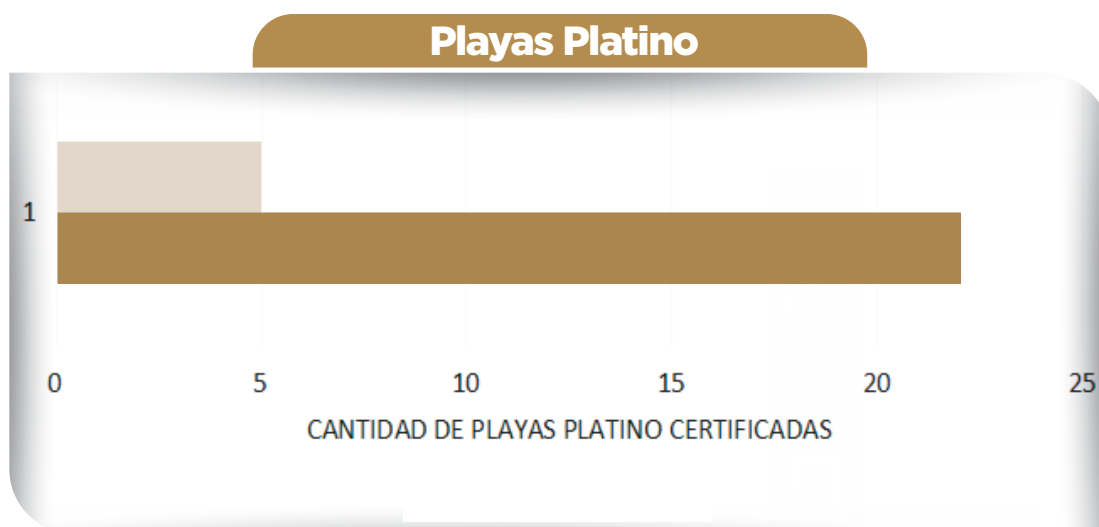 Playas Platino
1
0 5 10 15 20 25
CANTIDAD DE PLAYAS PLATINO CERTIFICADAS